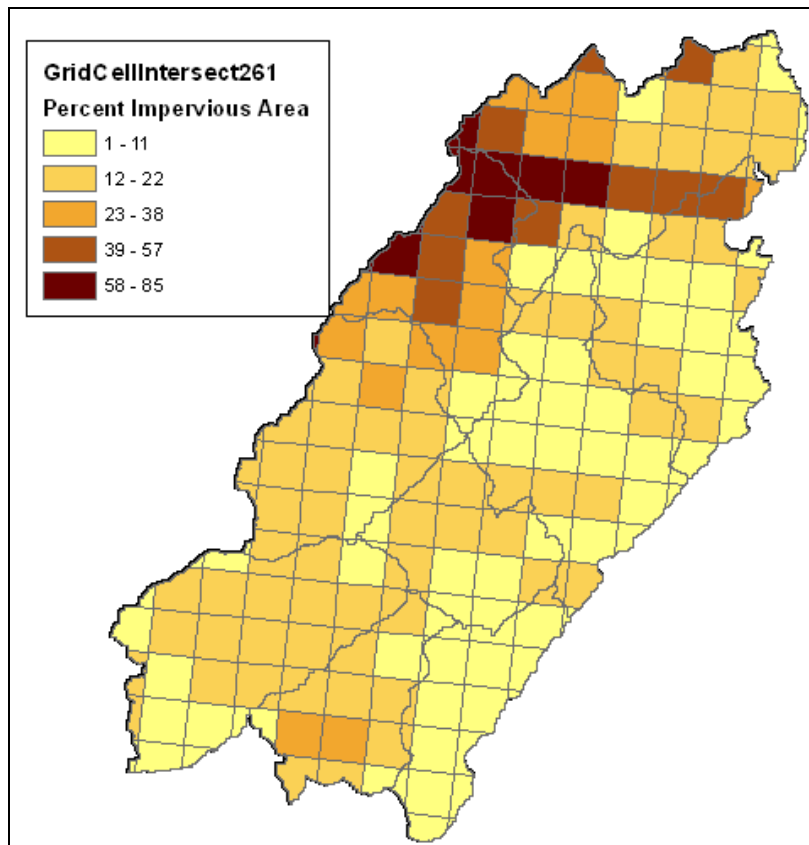 GridCellIntersect261
Percent Impervious Area
1 - 11
12 - 22
23 - 38
39 - 57
58 - 85